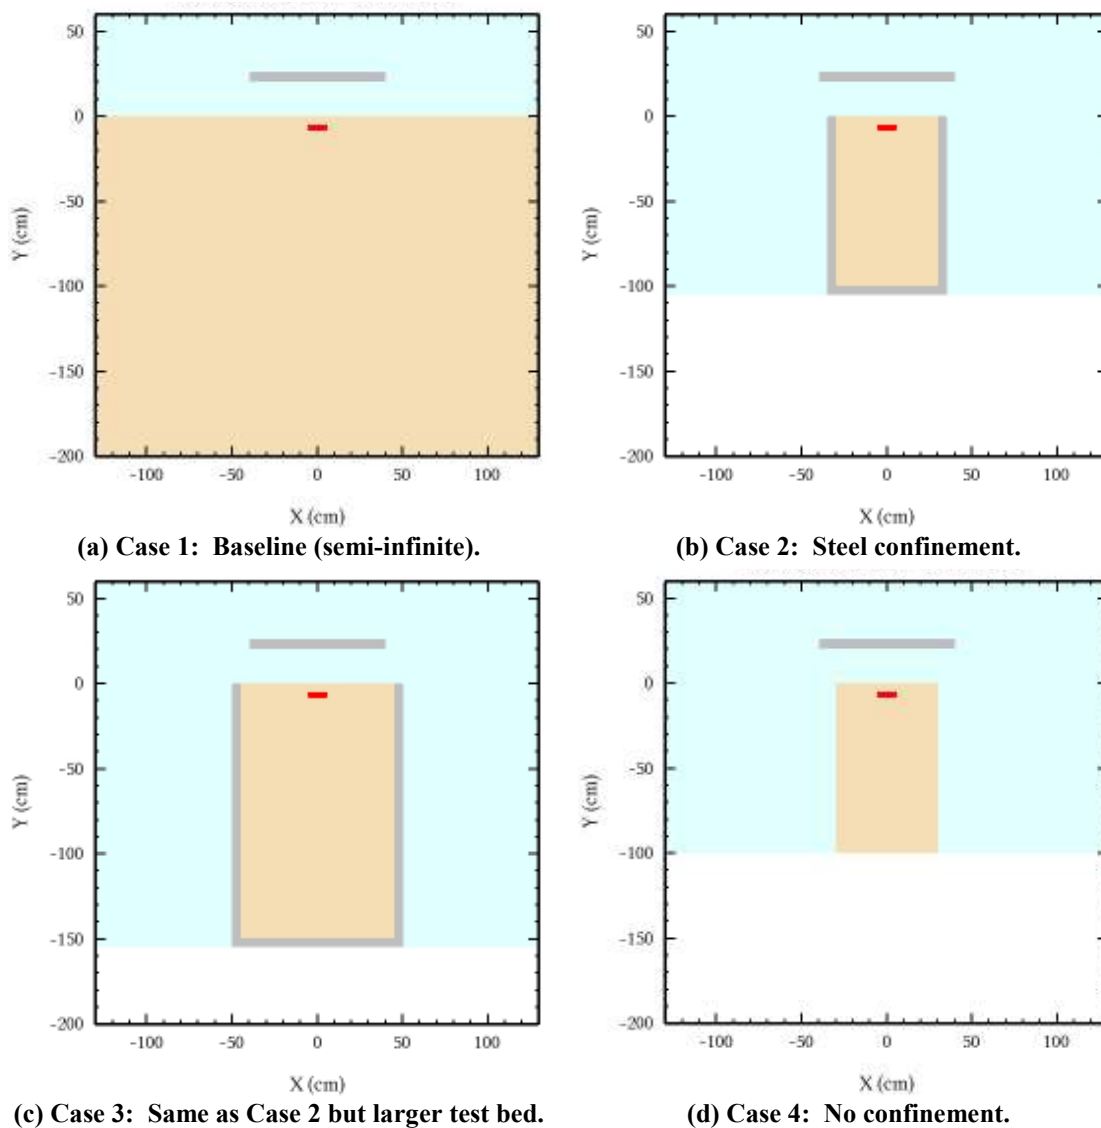 50
0
-50
-100
-150
-200
Y (cm)
-100 -50 0 50 100
X (cm)
(a) Case 1:  Baseline (semi-infinite).
50
0
-50
-100
-150
-200
Y (cm)
-100 -50 0 50 100
X (cm)
(b) Case 2:  Steel confinement.
50
0
-50
-100
-150
-200
Y (cm)
-100 -50 0 50 100
X (cm)
(c) Case 3:  Same as Case 2 but larger test bed.
50
0
-50
-100
-150
-200
Y (cm)
-100 -50 0 50 100
X (cm)
(d) Case 4:  No confinement.